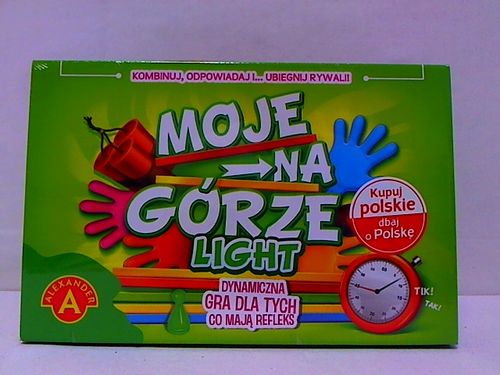 KOMBINUJ, ODPOWIADAJ I... UBIEGNIJ RYWALI!
MOJE
NA
GÓRZE
LIGHT
Kupuj
polskie
dbaj
o Polskę
DYNAMICZNA
GRA DLA TYCH
CO MAJĄ REFLEKS
ALEXANDER
A
TIK!
TAK!